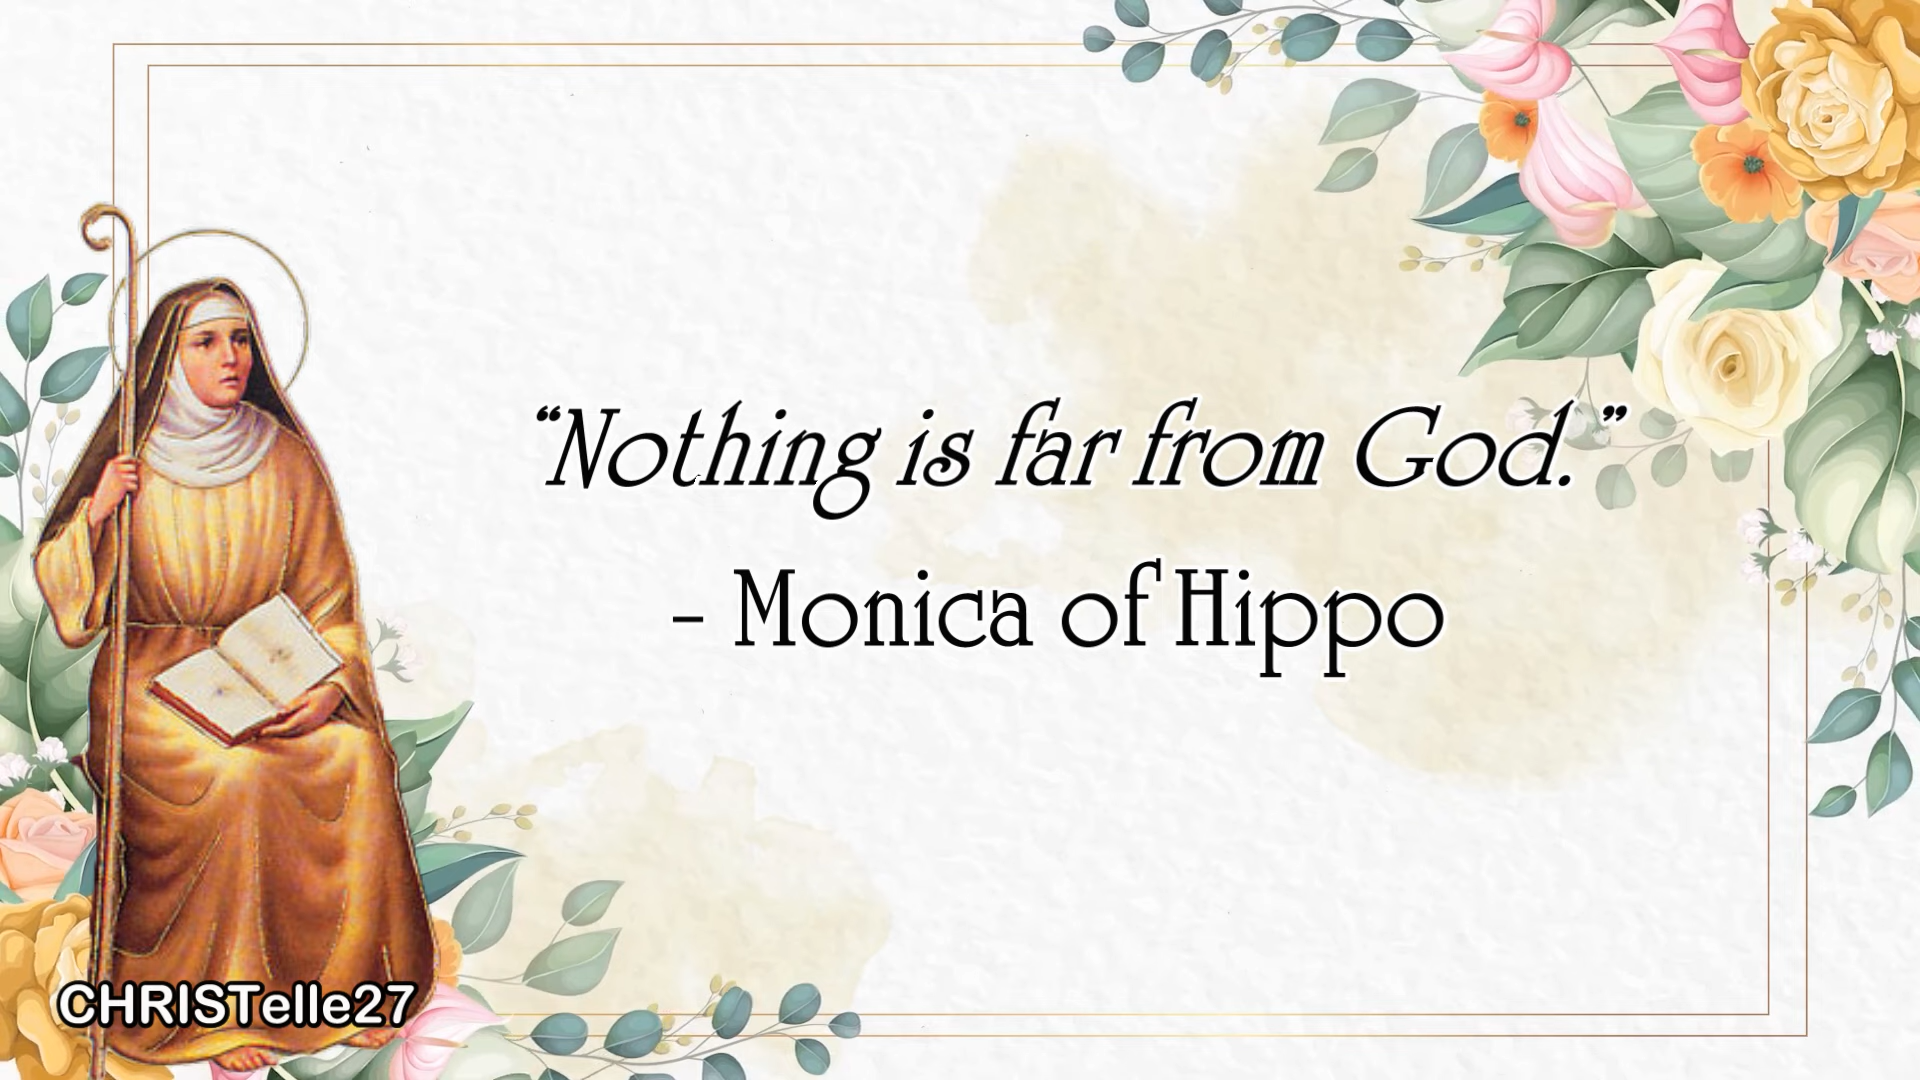 “Nothing is far from God.”
- Monica of Hippo
CHRISTelle27